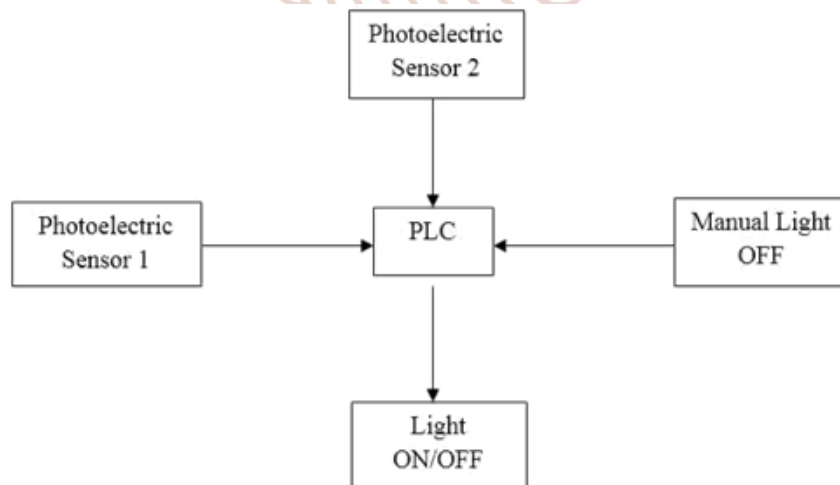 Photoelectric
Sensor 2
Photoelectric
Sensor 1
PLC
Manual Light
OFF
Light
ON/OFF